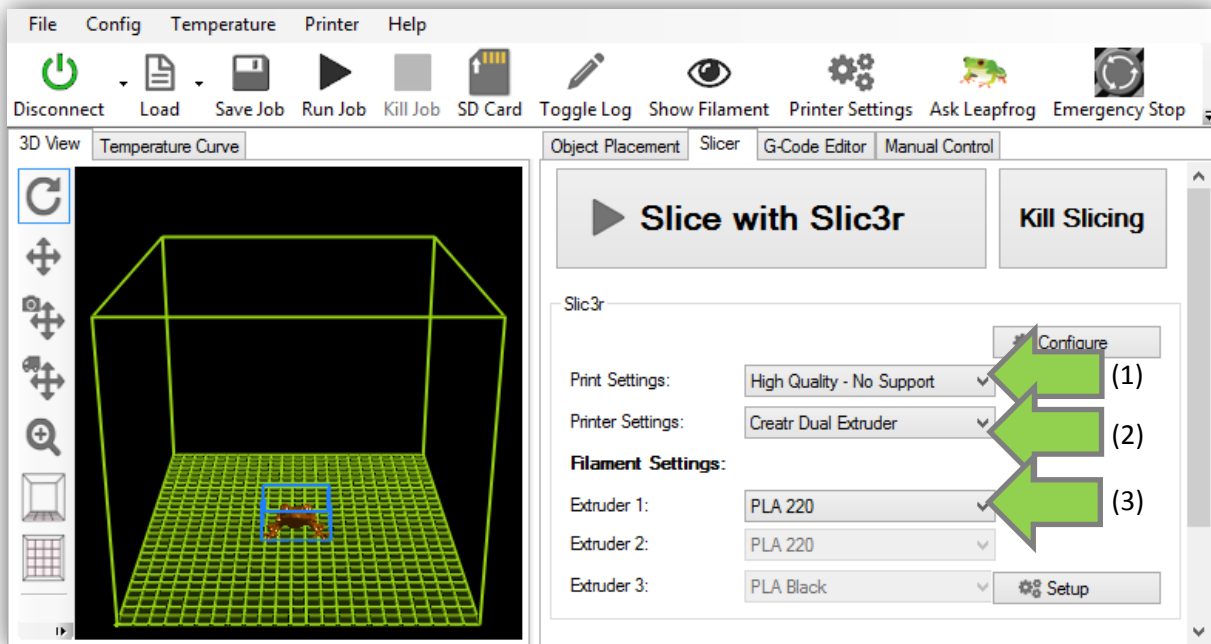 File Config Temperature Printer Help
Disconnect Load Save Job Run Job Kill Job SD Card Toggle Log Show Filament Printer Settings Ask Leapfrog Emergency Stop
3D View Temperature Curve
Object Placement Slicer G-Code Editor Manual Control
Slice with Slic3r Kill Slicing
Slic3r
Configure
Print Settings: High Quality - No Support (1)
Printer Settings: Creatr Dual Extruder (2)
Filament Settings:
Extruder 1: PLA 220 (3)
Extruder 2: PLA 220
Extruder 3: PLA Black Setup